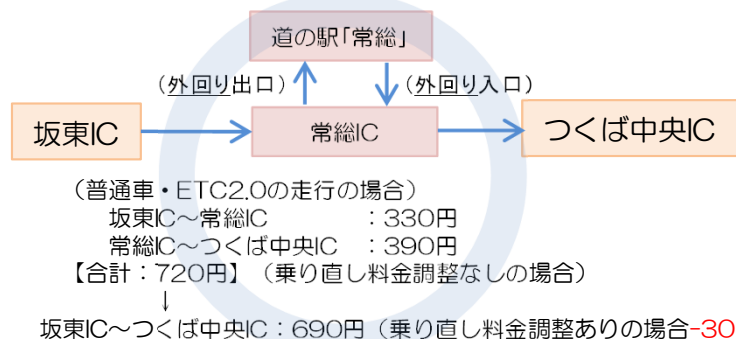 道の駅「常総」
（外回り出口）
（外回り入口）
坂東IC
常総IC
つくば中央IC
（普通車・ETC2.0の走行の場合）
坂東IC～常総IC ：330円
常総IC～つくば中央IC ：390円
【合計：720円】（乗り直し料金調整なしの場合）
↓
坂東IC～つくば中央IC：690円（乗り直し料金調整ありの場合-30